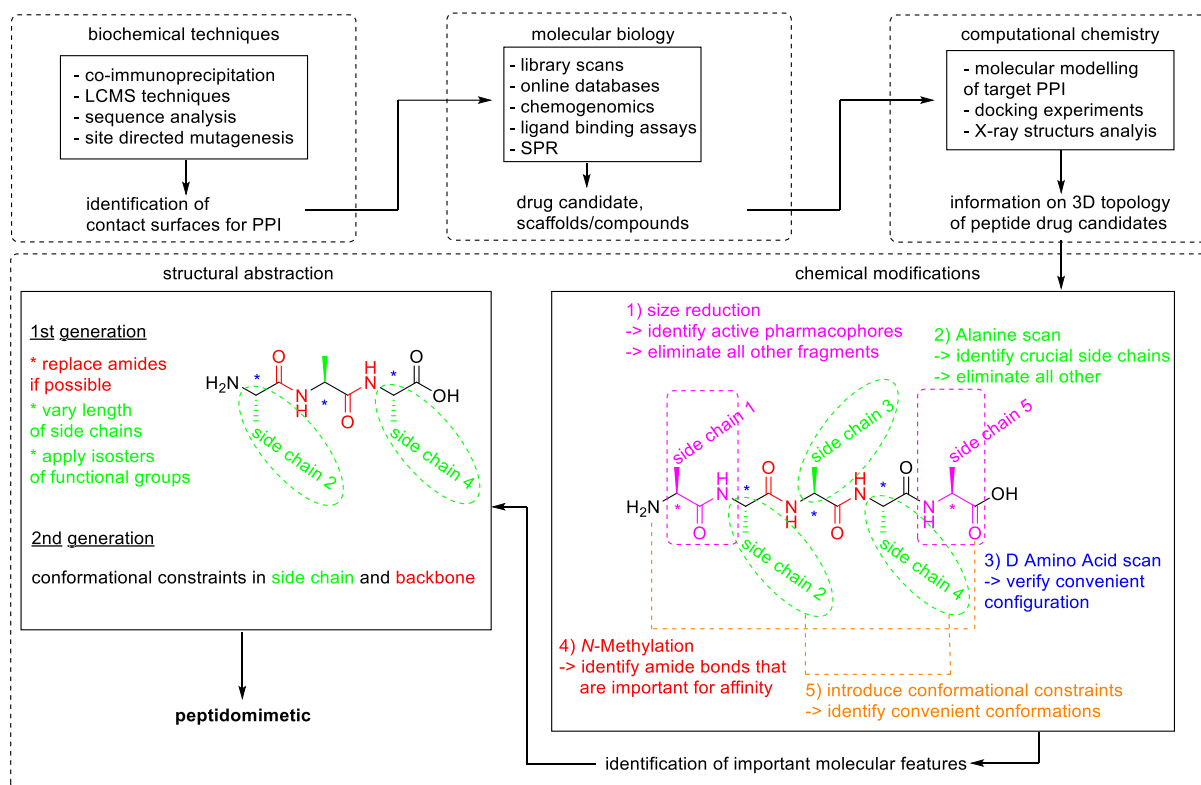 biochemical techniques
- co-immunoprecipitation
- LCMS techniques
- sequence analysis
- site directed mutagenesis
identification of
contact surfaces for PPI
molecular biology
- library scans
- online databases
- chemogenomics
- ligand binding assays
- SPR
drug candidate,
scaffolds/compounds
computational chemistry
- molecular modelling
of target PPI
- docking experiments
- X-ray structurs analyis
information on 3D topology
of peptide drug candidates
structural abstraction
1st generation
* replace amides
if possible
* vary length
of side chains
* apply isosters
of functional groups
H2N
O
*
N
H
*
O
H
N
*
O
OH
side chain 2
side chain 4
2nd generation
conformational constraints in side chain and backbone
peptidomimetic
chemical modifications
1) size reduction
-> identify active pharmacophores
-> eliminate all other fragments
2) Alanine scan
-> identify crucial side chains
-> eliminate all other
side chain 1
side chain 3
side chain 5
H2N
*
O
H
N
*
O
N
H
*
O
H
N
*
O
N
H
*
O
OH
side chain 2
side chain 4
3) D Amino Acid scan
-> verify convenient
configuration
4) N-Methylation
-> identify amide bonds that
are important for affinity
5) introduce conformational constraints
-> identify convenient conformations
identification of important molecular features